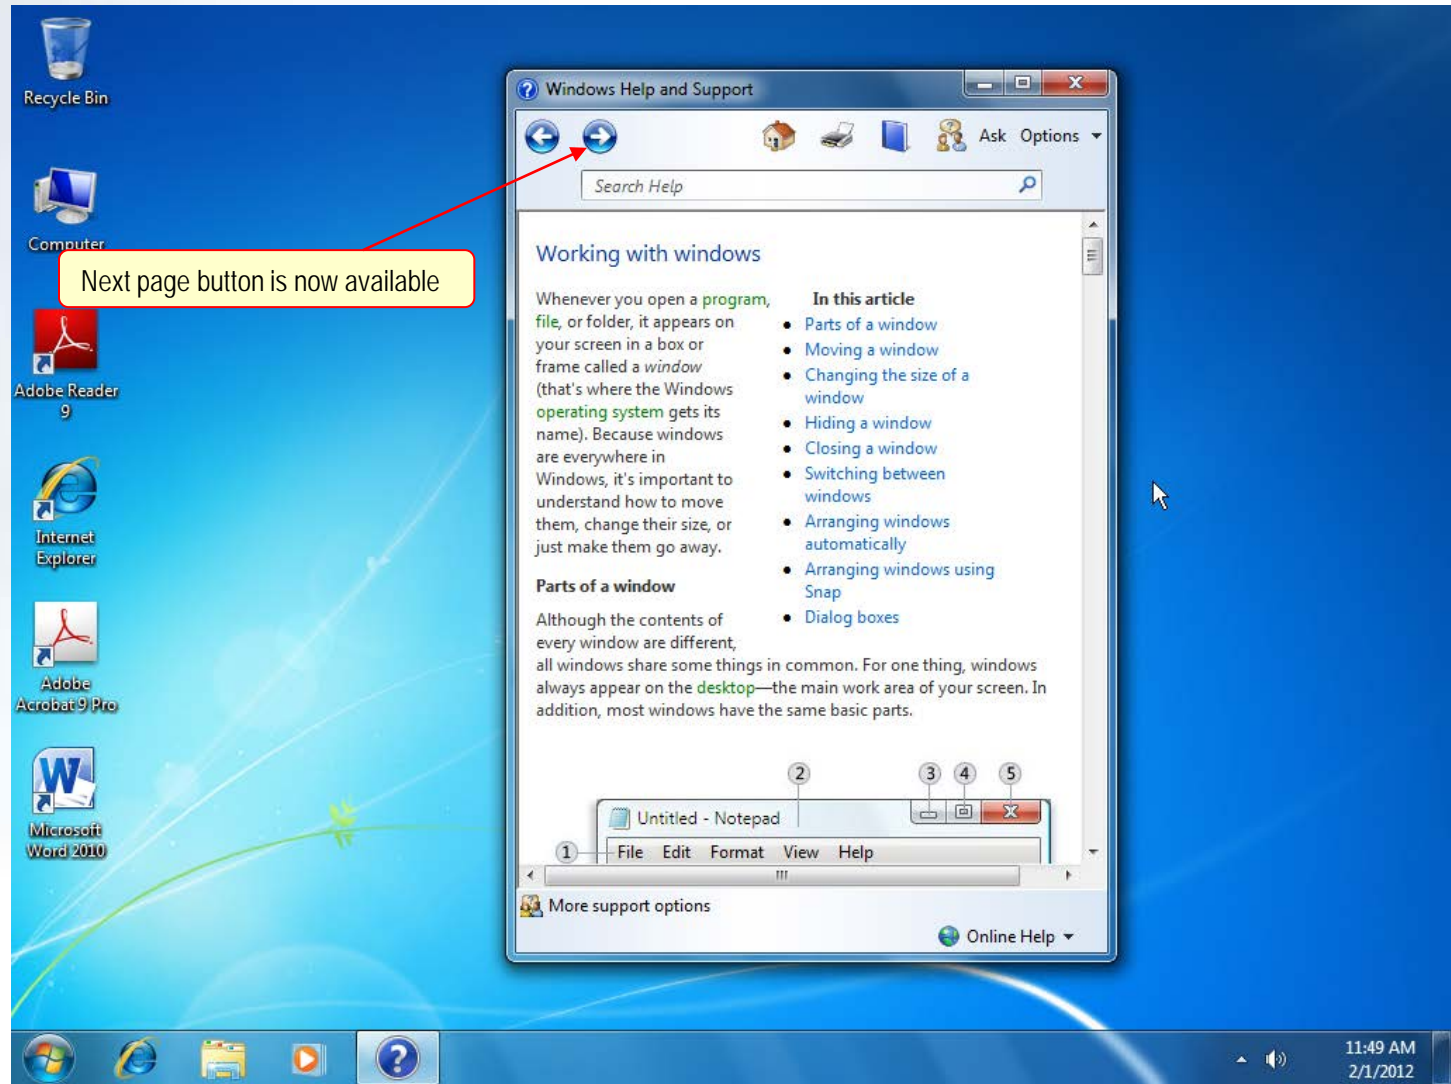 Recycle Bin
Computer
Adobe Reader
9
Internet
Explorer
Adobe
Acrobat 9 Pro
Microsoft
Word 2010
Next page button is now available
Windows Help and Support
Ask Options
Search Help
Working with windows
Whenever you open a program,
file, or folder, it appears on
your screen in a box or
frame called a window
(that's where the Windows
operating system gets its
name). Because windows
are everywhere in
Windows, it's important to
understand how to move
them, change their size, or
just make them go away.
In this article
• Parts of a window
• Moving a window
• Changing the size of a
window
• Hiding a window
• Closing a window
• Switching between
windows
• Arranging windows
automatically
• Arranging windows using
Snap
• Dialog boxes
Parts of a window
Although the contents of
every window are different,
all windows share some things in common. For one thing, windows
always appear on the desktop—the main work area of your screen. In
addition, most windows have the same basic parts.
2 3 4 5
Untitled - Notepad
1 File Edit Format View Help
More support options
Online Help
11:49 AM
2/1/2012